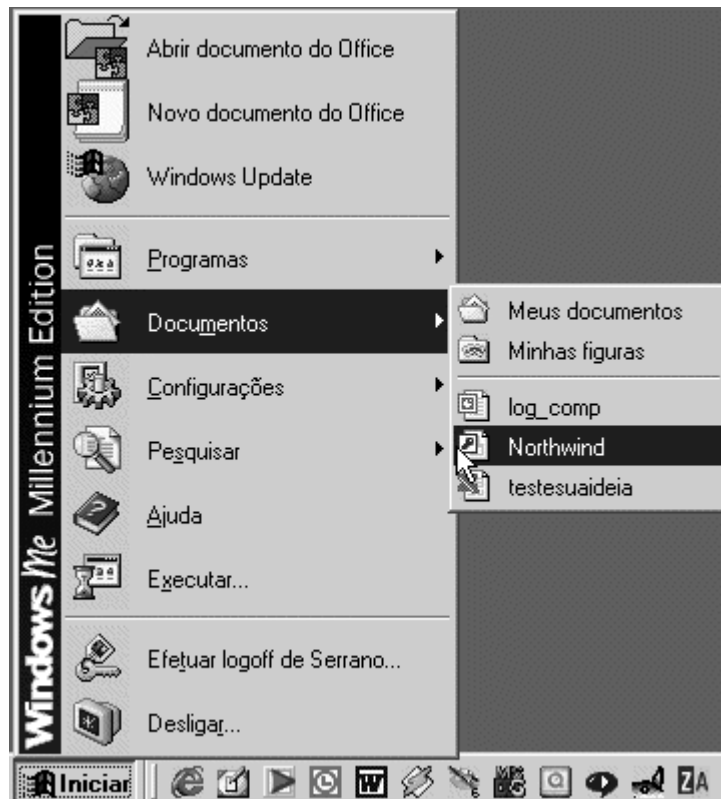 Abrir documento do Office
Novo documento do Office
Windows Update
Programas
Documentos
Configurações
Pesquisar
Ajuda
Executar...
Efetuar logoff de Serrano...
Desligar...
Windows Me Millennium Edition
Meus documentos
Minhas figuras
log_comp
Northwind
testesuaideia
Iniciar
ZA